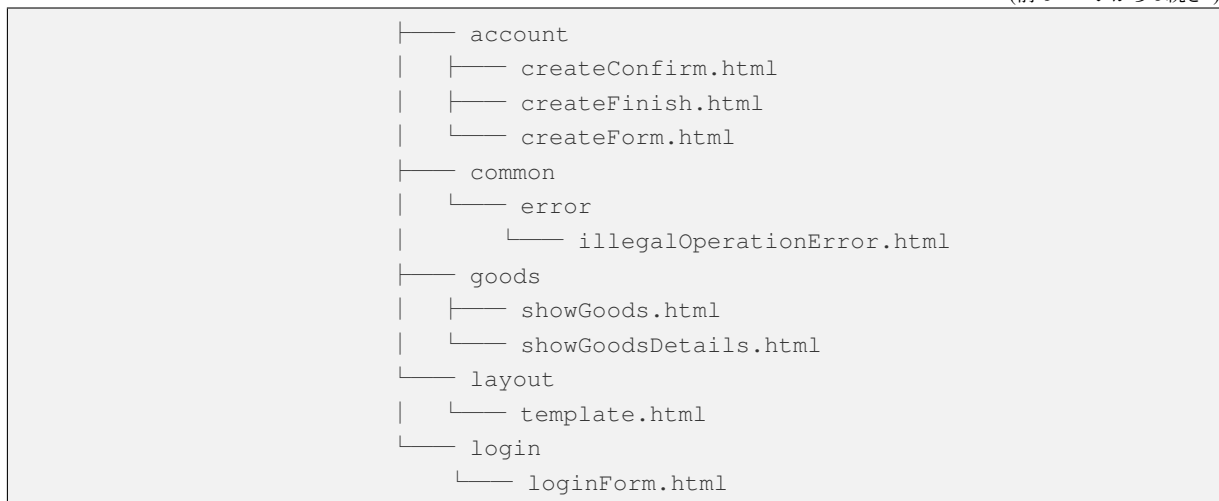 ├── account
│   ├── createConfirm.html
│   ├── createFinish.html
│   └── createForm.html
├── common
│   └── error
│       └── illegalOperationError.html
├── goods
│   ├── showGoods.html
│   └── showGoodsDetails.html
└── layout
│   └── template.html
└── login
    └── loginForm.html